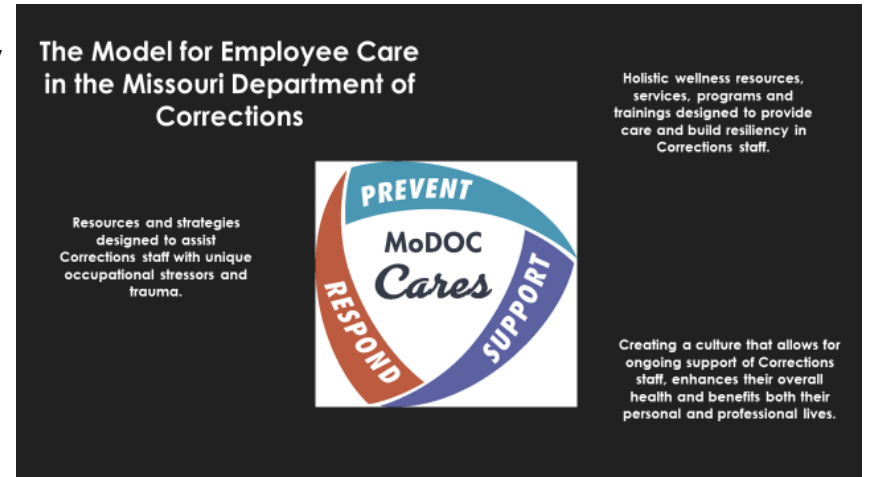 The Model for Employee Care
in the Missouri Department of
Corrections
Holistic wellness resources,
services, programs and
trainings designed to provide
care and build resiliency in
Corrections staff.
PREVENT
MoDOC
Cares
RESPOND
SUPPORT
Resources and strategies
designed to assist
Corrections staff with unique
occupational stressors and
trauma.
Creating a culture that allows for
ongoing support of Corrections
staff, enhances their overall
health and benefits both their
personal and professional lives.